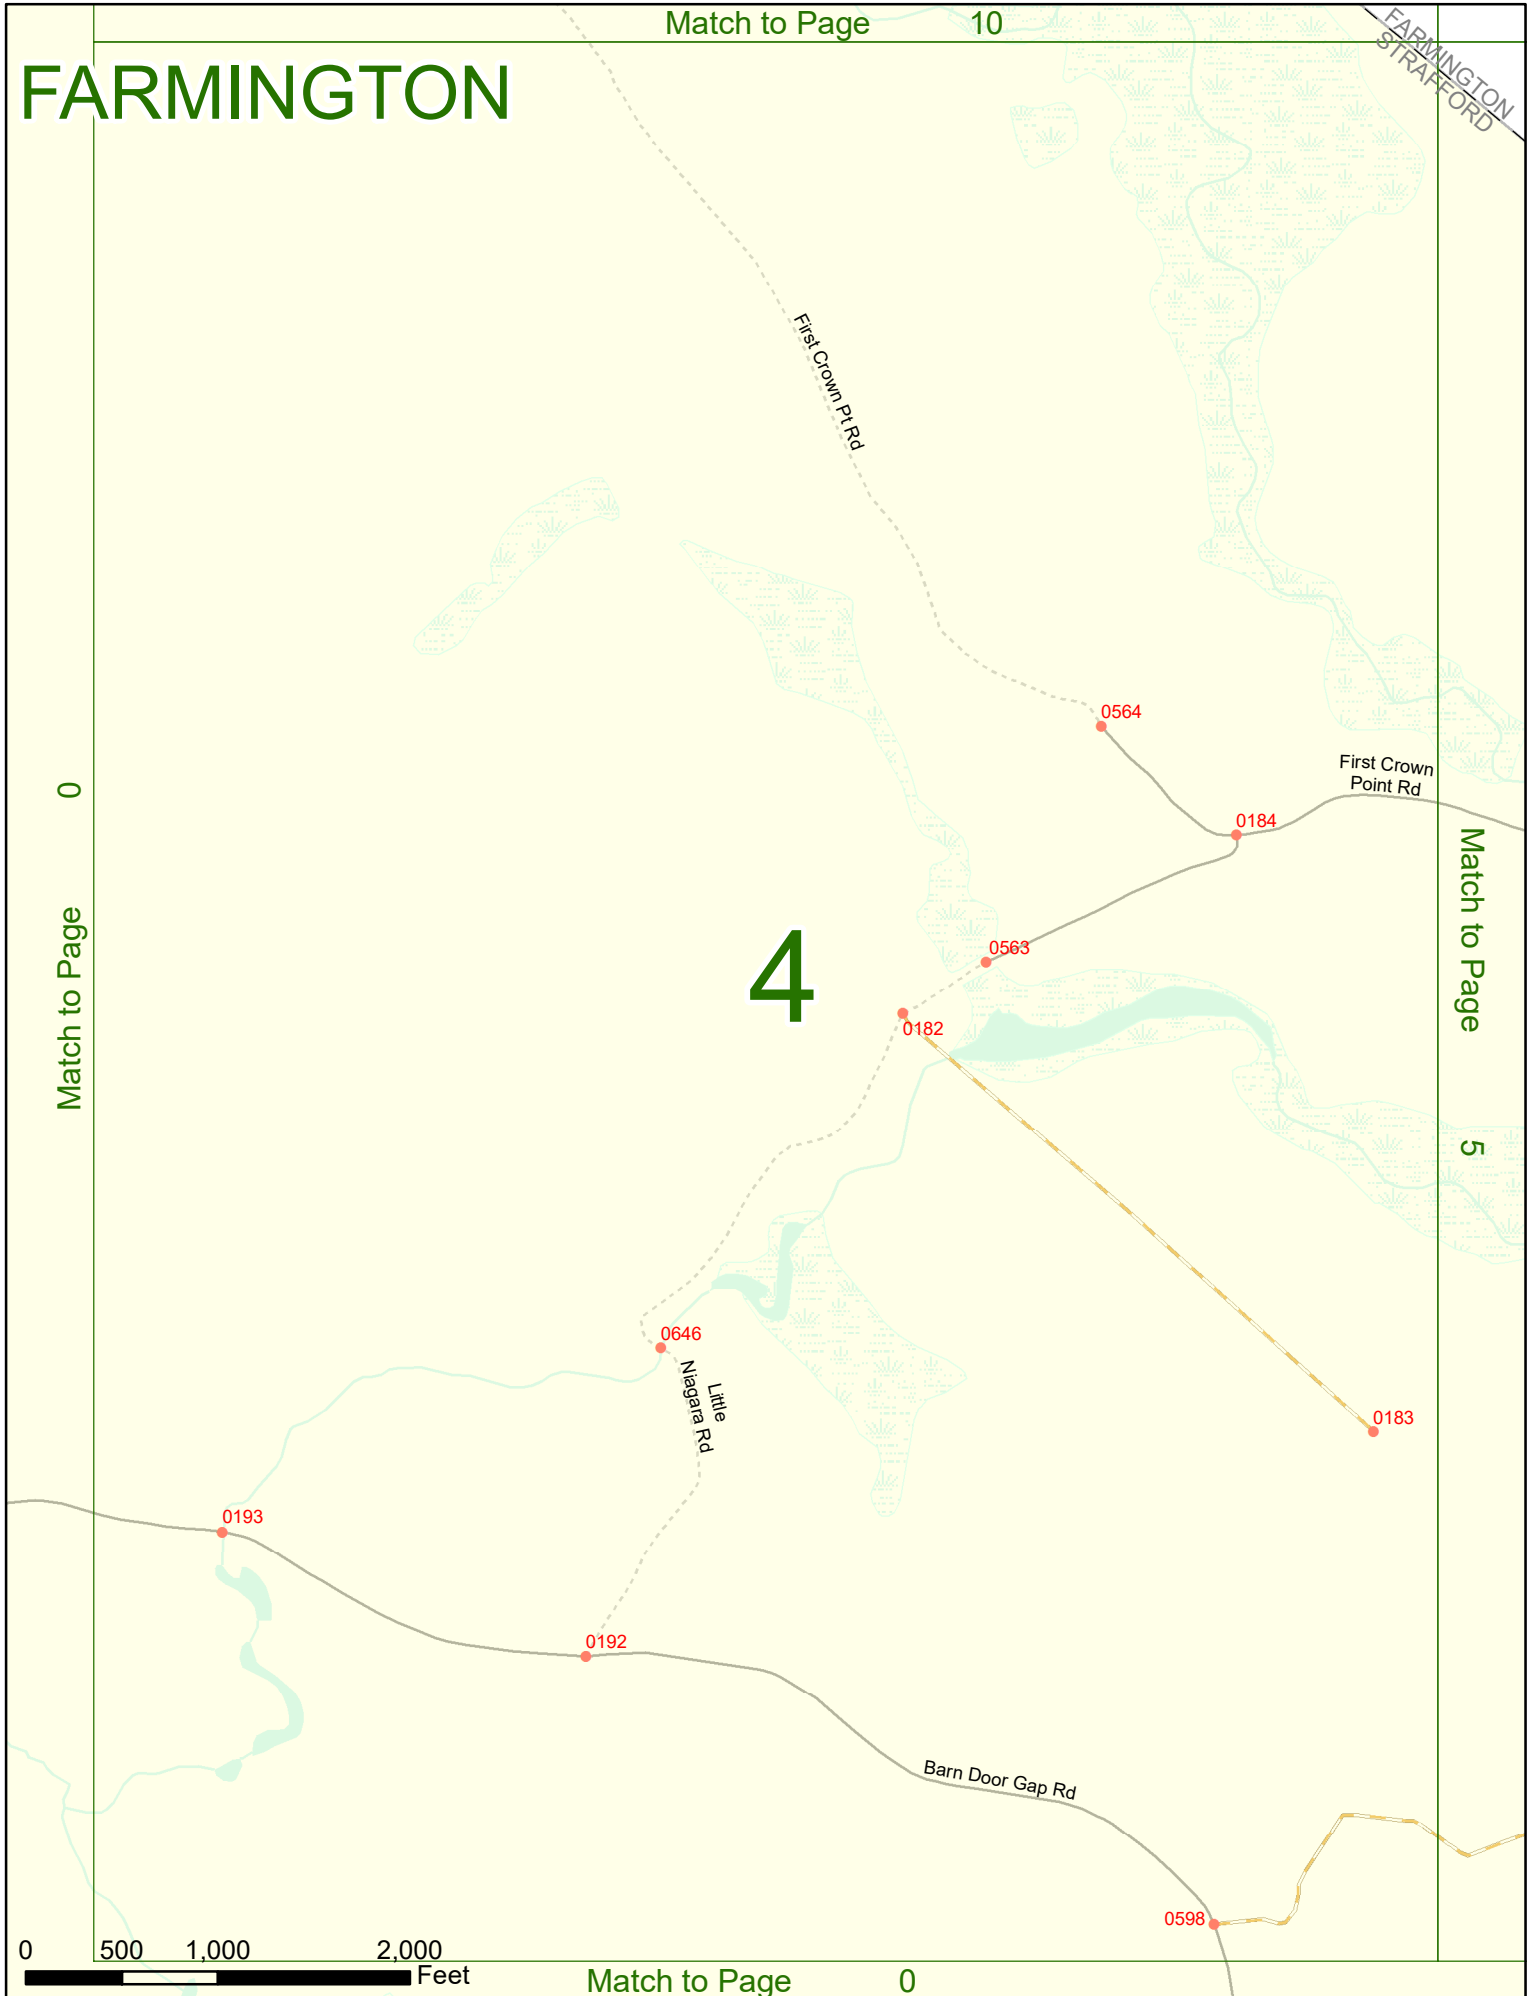 Match to Page 10
FARMINGTON
STRAFFORD
FARMINGTON
First Crown Pt Rd
0564
First Crown
Point Rd
0184
0
Match to Page
Match to Page
5
4
0563
0182
0646
Little
Niagara Rd
0183
0193
0192
Barn Door Gap Rd
0598
0 500 1,000 2,000
Feet
Match to Page 0